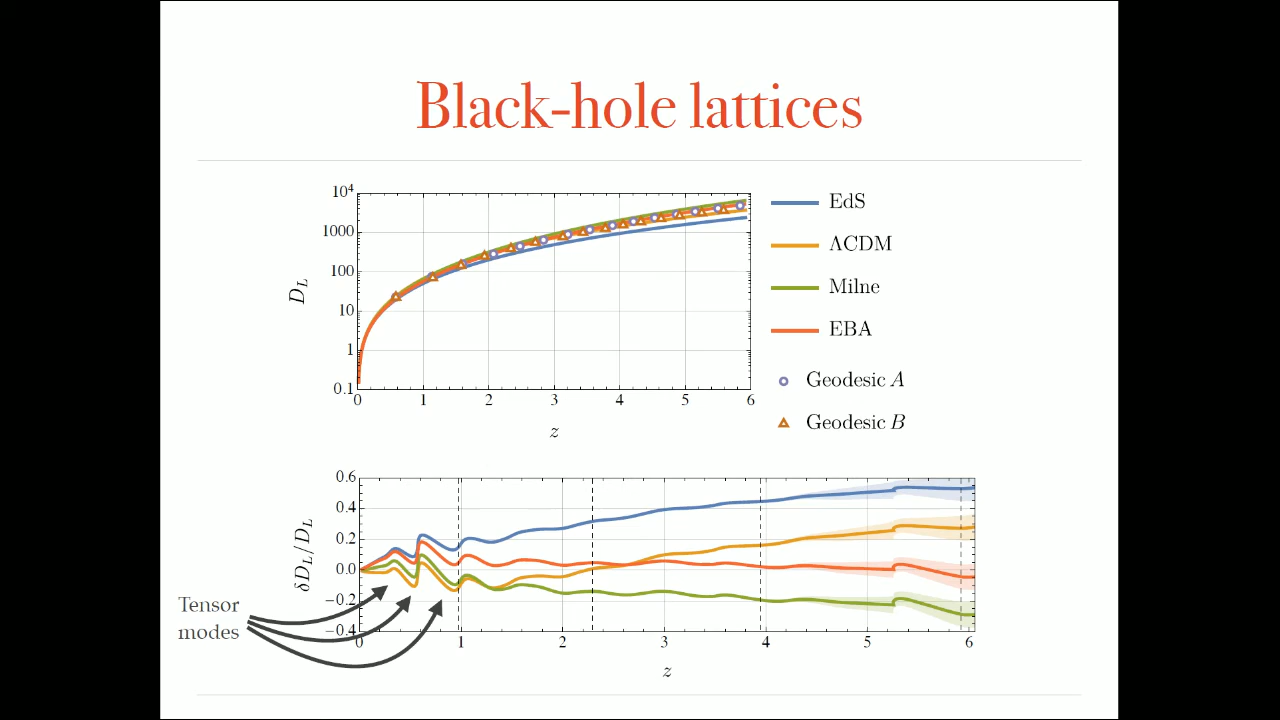 Black-hole lattices
10⁴
1000
100
10
1
0.1
D_L
0 1 2 3 4 5 6
z
EdS
ΛCDM
Milne
EBA
Geodesic A
Geodesic B
0.6
0.4
0.2
0.0
−0.2
−0.4
δD_L/D_L
0 1 2 3 4 5 6
z
Tensor
modes